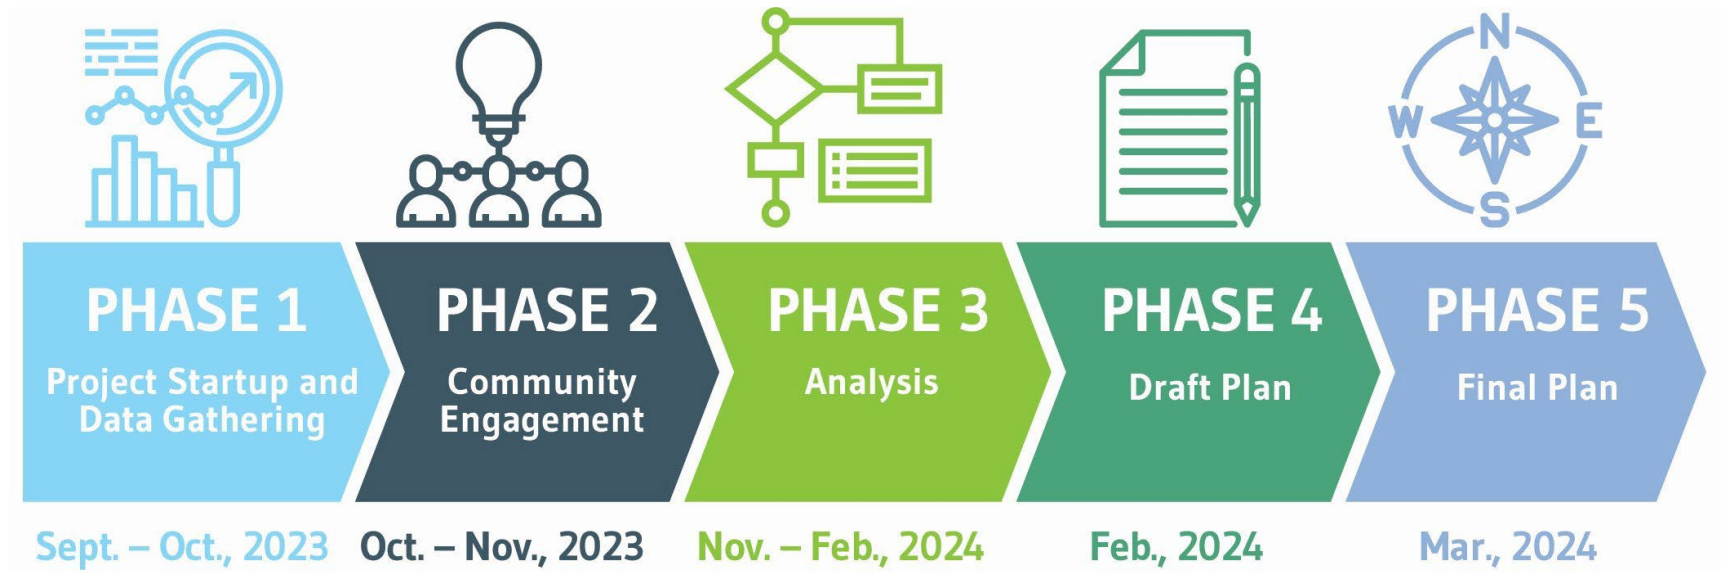 N
W
E
S
PHASE 1
Project Startup and
Data Gathering
Sept. – Oct., 2023
PHASE 2
Community
Engagement
Oct. – Nov., 2023
PHASE 3
Analysis
Nov. – Feb., 2024
PHASE 4
Draft Plan
Feb., 2024
PHASE 5
Final Plan
Mar., 2024